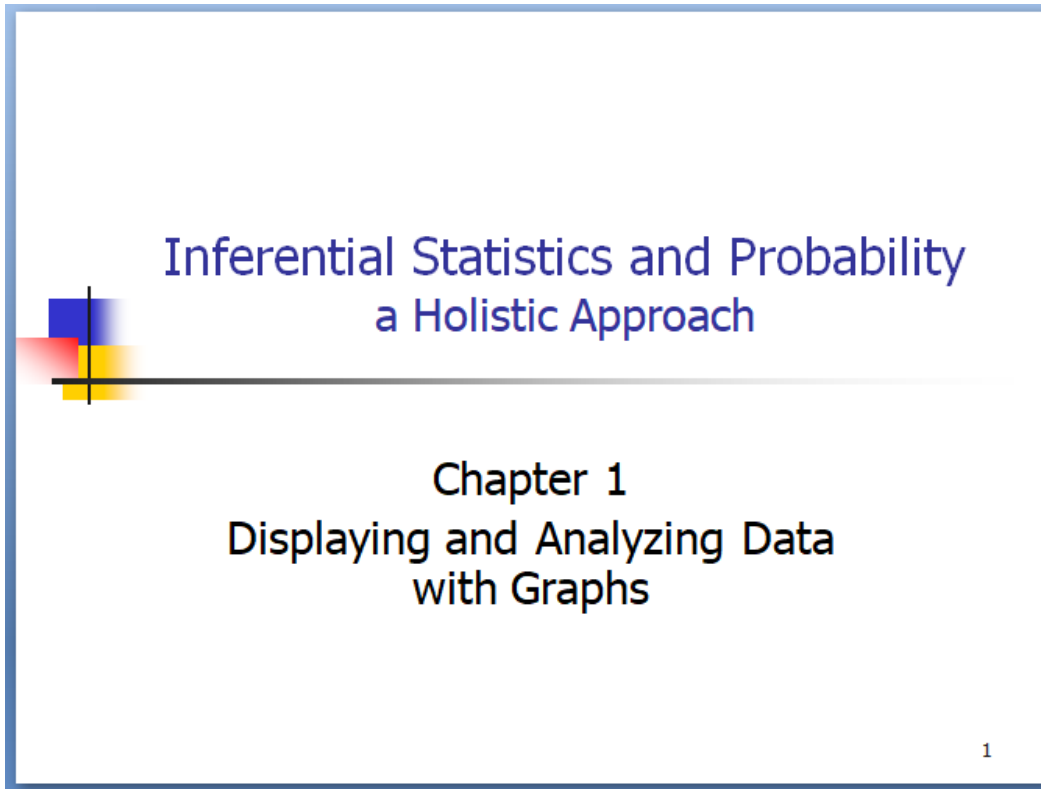 Inferential Statistics and Probability
a Holistic Approach
Chapter 1
Displaying and Analyzing Data
with Graphs
1